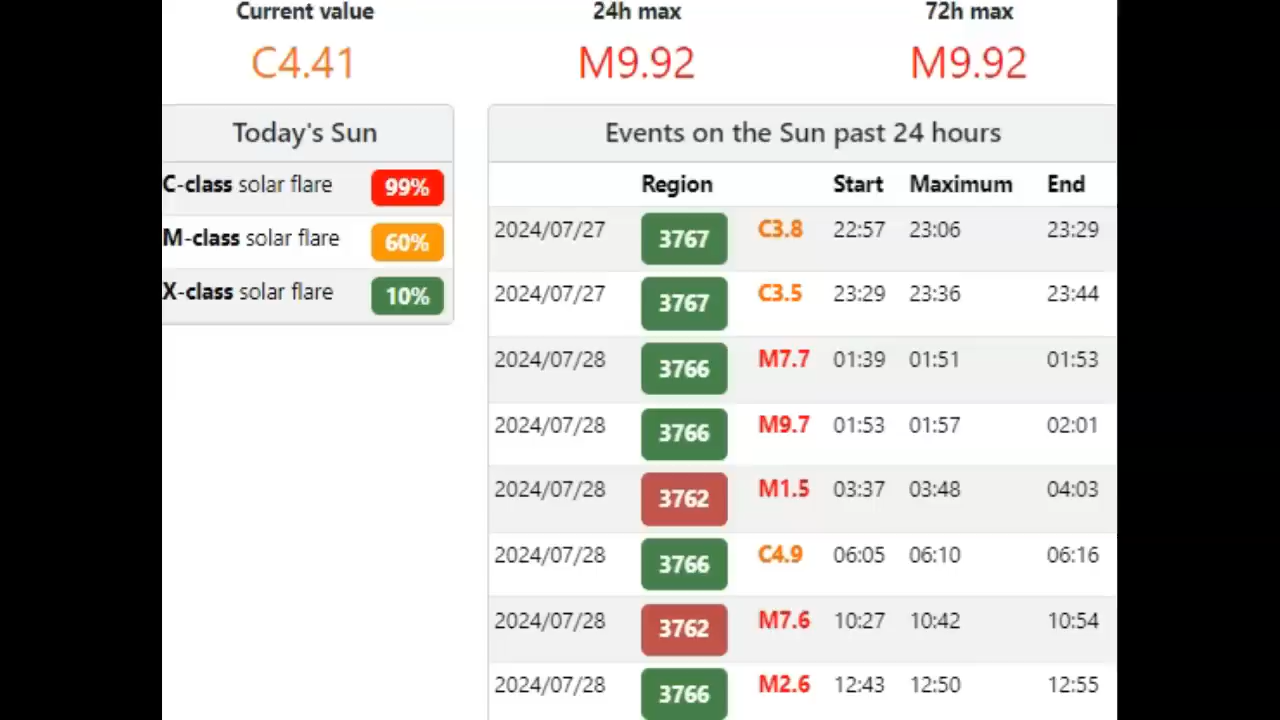 Current value 24h max 72h max
C4.41 M9.92 M9.92
Today's Sun
C-class solar flare 99%
M-class solar flare 60%
X-class solar flare 10%
Events on the Sun past 24 hours
Region Start Maximum End
2024/07/27 3767 C3.8 22:57 23:06 23:29
2024/07/27 3767 C3.5 23:29 23:36 23:44
2024/07/28 3766 M7.7 01:39 01:51 01:53
2024/07/28 3766 M9.7 01:53 01:57 02:01
2024/07/28 3762 M1.5 03:37 03:48 04:03
2024/07/28 3766 C4.9 06:05 06:10 06:16
2024/07/28 3762 M7.6 10:27 10:42 10:54
2024/07/28 3766 M2.6 12:43 12:50 12:55